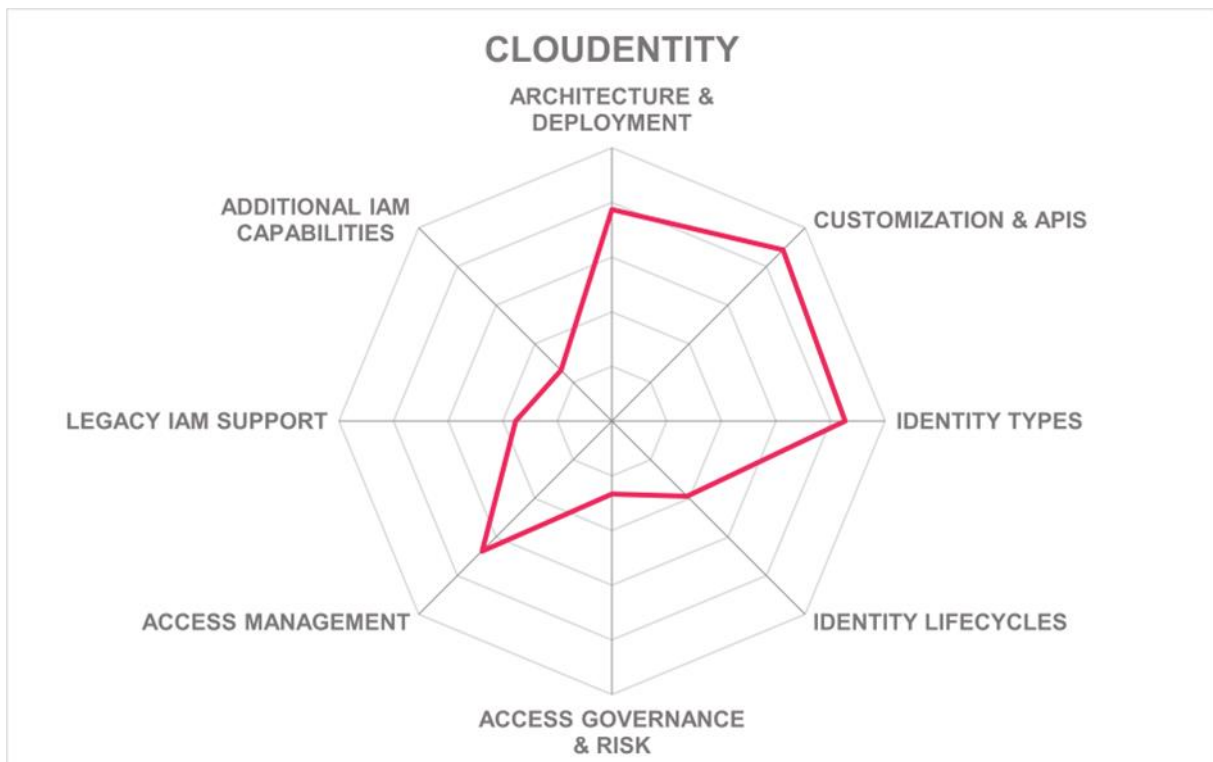 CLOUDENTITY
ARCHITECTURE &
DEPLOYMENT
ADDITIONAL IAM
CAPABILITIES
CUSTOMIZATION & APIS
LEGACY IAM SUPPORT
IDENTITY TYPES
ACCESS MANAGEMENT
IDENTITY LIFECYCLES
ACCESS GOVERNANCE
& RISK